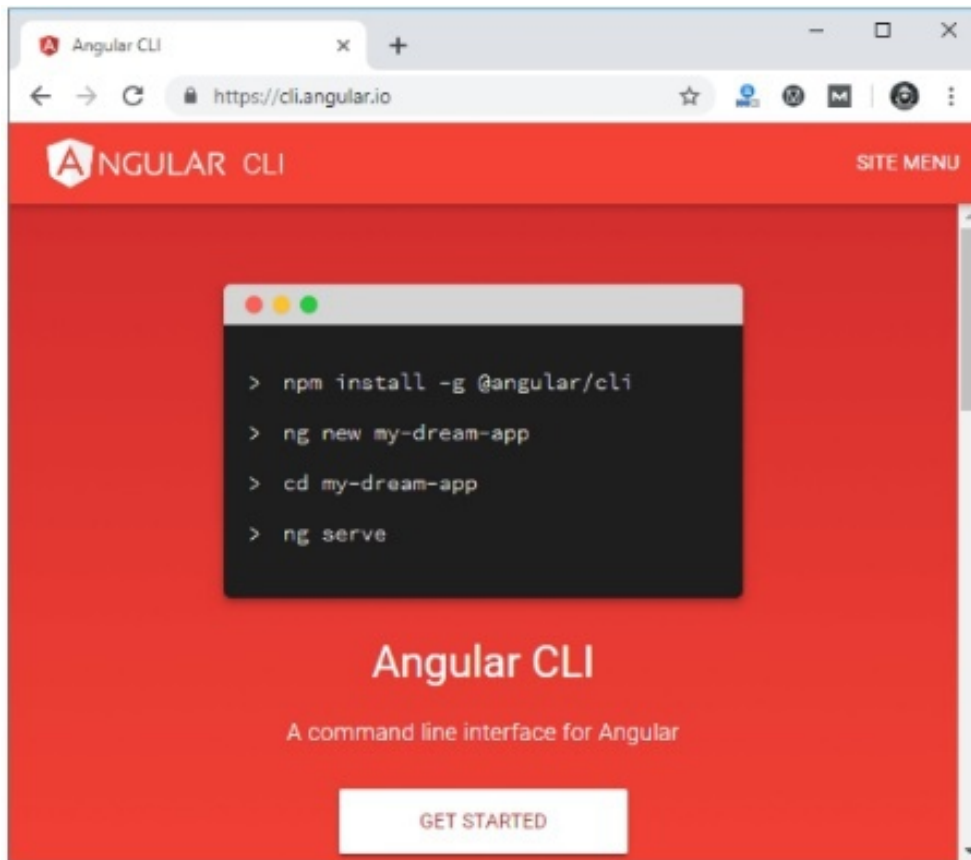 Angular CLI
https://cli.angular.io
ANGULAR CLI
SITE MENU
> npm install -g @angular/cli
> ng new my-dream-app
> cd my-dream-app
> ng serve
Angular CLI
A command line interface for Angular
GET STARTED